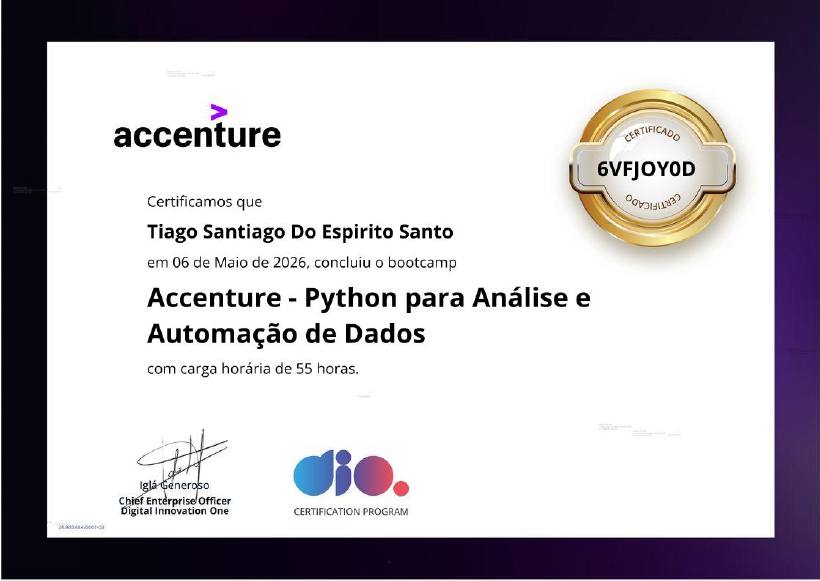 accenture
CERTIFICADO
6VFJOY0D
CERTIFICADO
Certificamos que
Tiago Santiago Do Espirito Santo
em 06 de Maio de 2026, concluiu o bootcamp
Accenture - Python para Análise e
Automação de Dados
com carga horária de 55 horas.
Iglá Generoso
Chief Enterprise Officer
Digital Innovation One
dio.
CERTIFICATION PROGRAM